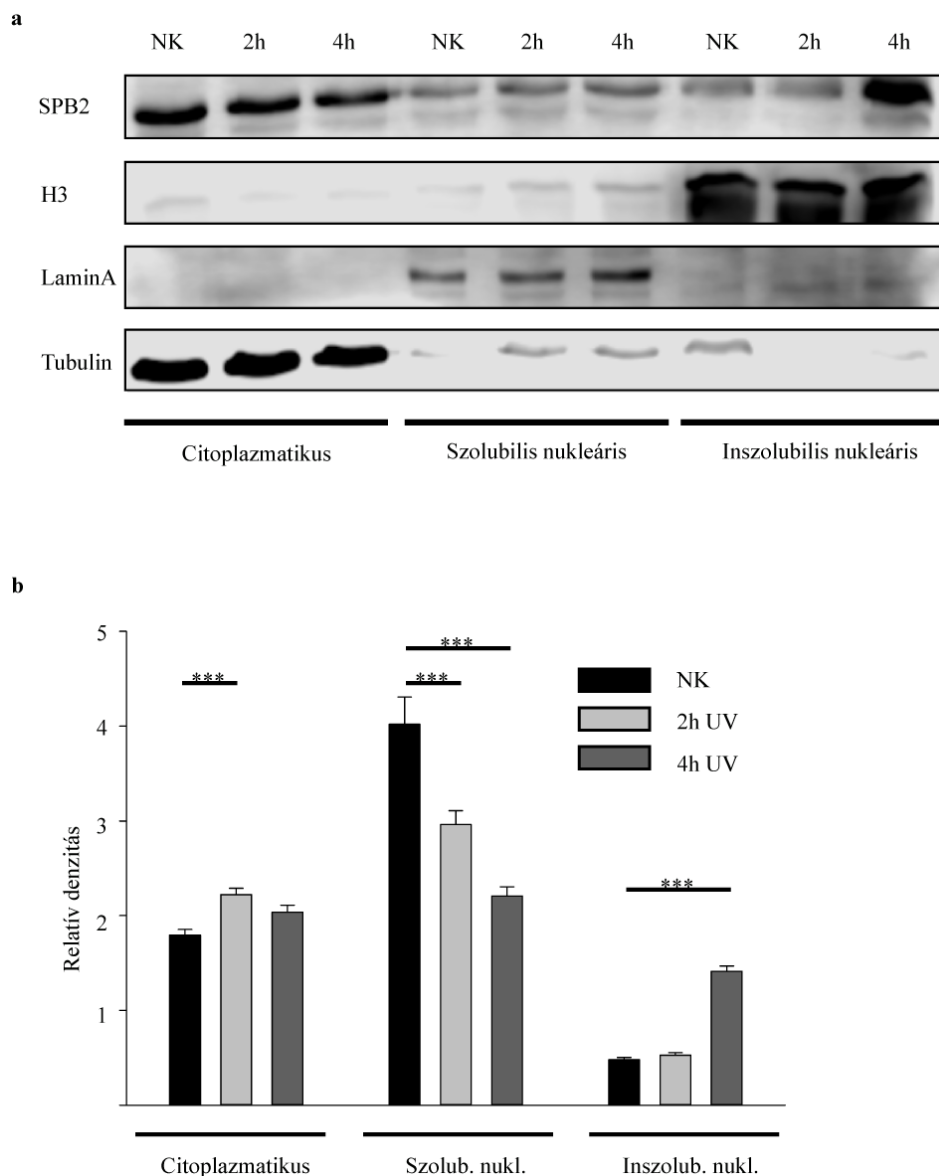 a
NK 2h 4h NK 2h 4h NK 2h 4h
SPB2
H3
LaminA
Tubulin
Citoplazmatikus Szolubilis nukleáris Inszolubilis nukleáris
b
Relatív denzitás
5
4
3
2
1
*** *** *** ***
NK
2h UV
4h UV
Citoplazmatikus Szolub. nukl. Inszolub. nukl.